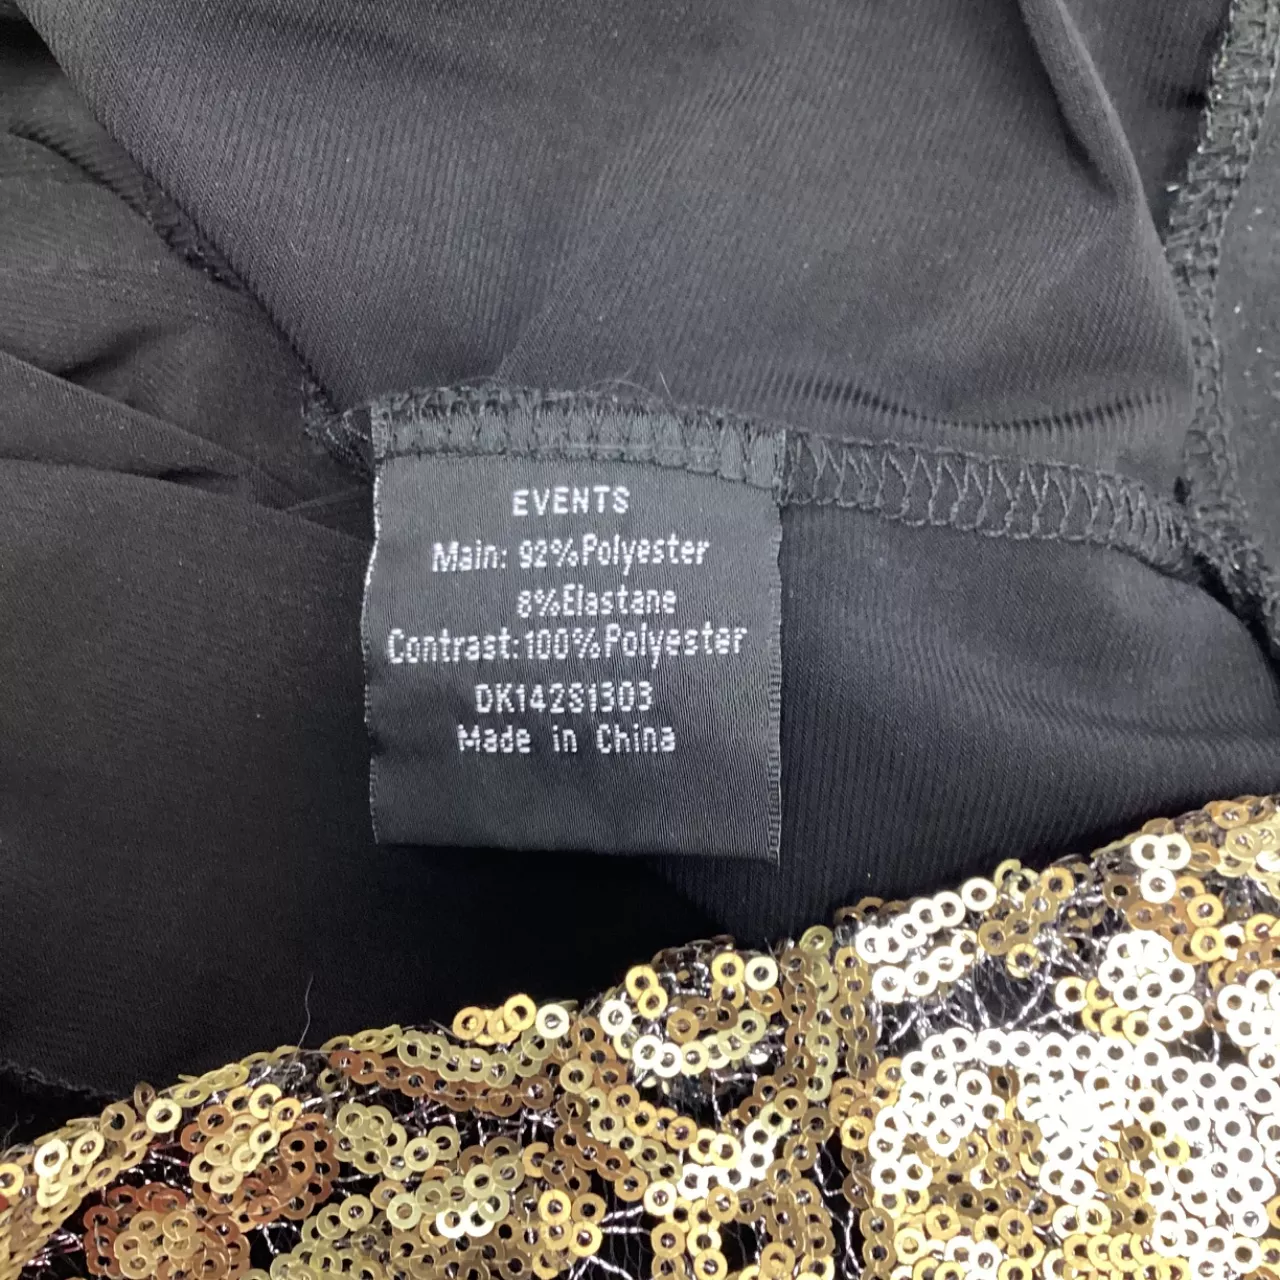 EVENTS
Main: 92%Polyester
8%Elastane
Contrast:100%Polyester
DK142S1303
Made in China